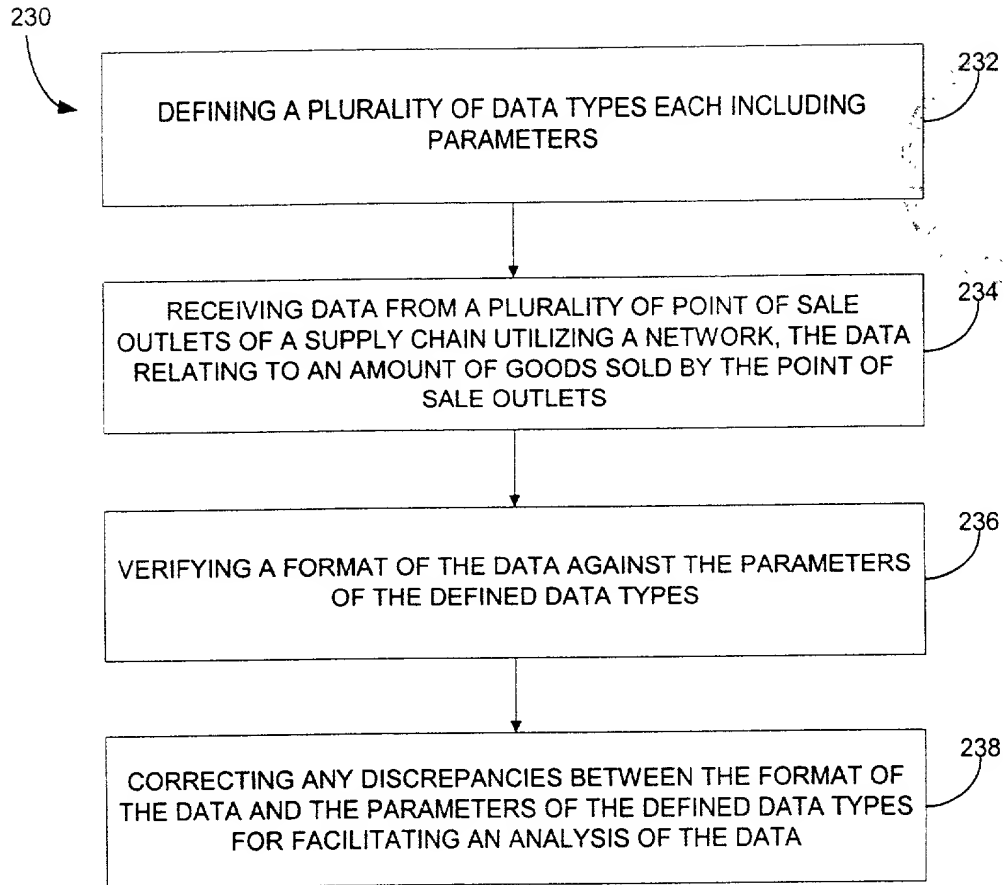 230
232
DEFINING A PLURALITY OF DATA TYPES EACH INCLUDING
PARAMETERS
234
RECEIVING DATA FROM A PLURALITY OF POINT OF SALE
OUTLETS OF A SUPPLY CHAIN UTILIZING A NETWORK, THE DATA
RELATING TO AN AMOUNT OF GOODS SOLD BY THE POINT OF
SALE OUTLETS
236
VERIFYING A FORMAT OF THE DATA AGAINST THE PARAMETERS
OF THE DEFINED DATA TYPES
238
CORRECTING ANY DISCREPANCIES BETWEEN THE FORMAT OF
THE DATA AND THE PARAMETERS OF THE DEFINED DATA TYPES
FOR FACILITATING AN ANALYSIS OF THE DATA